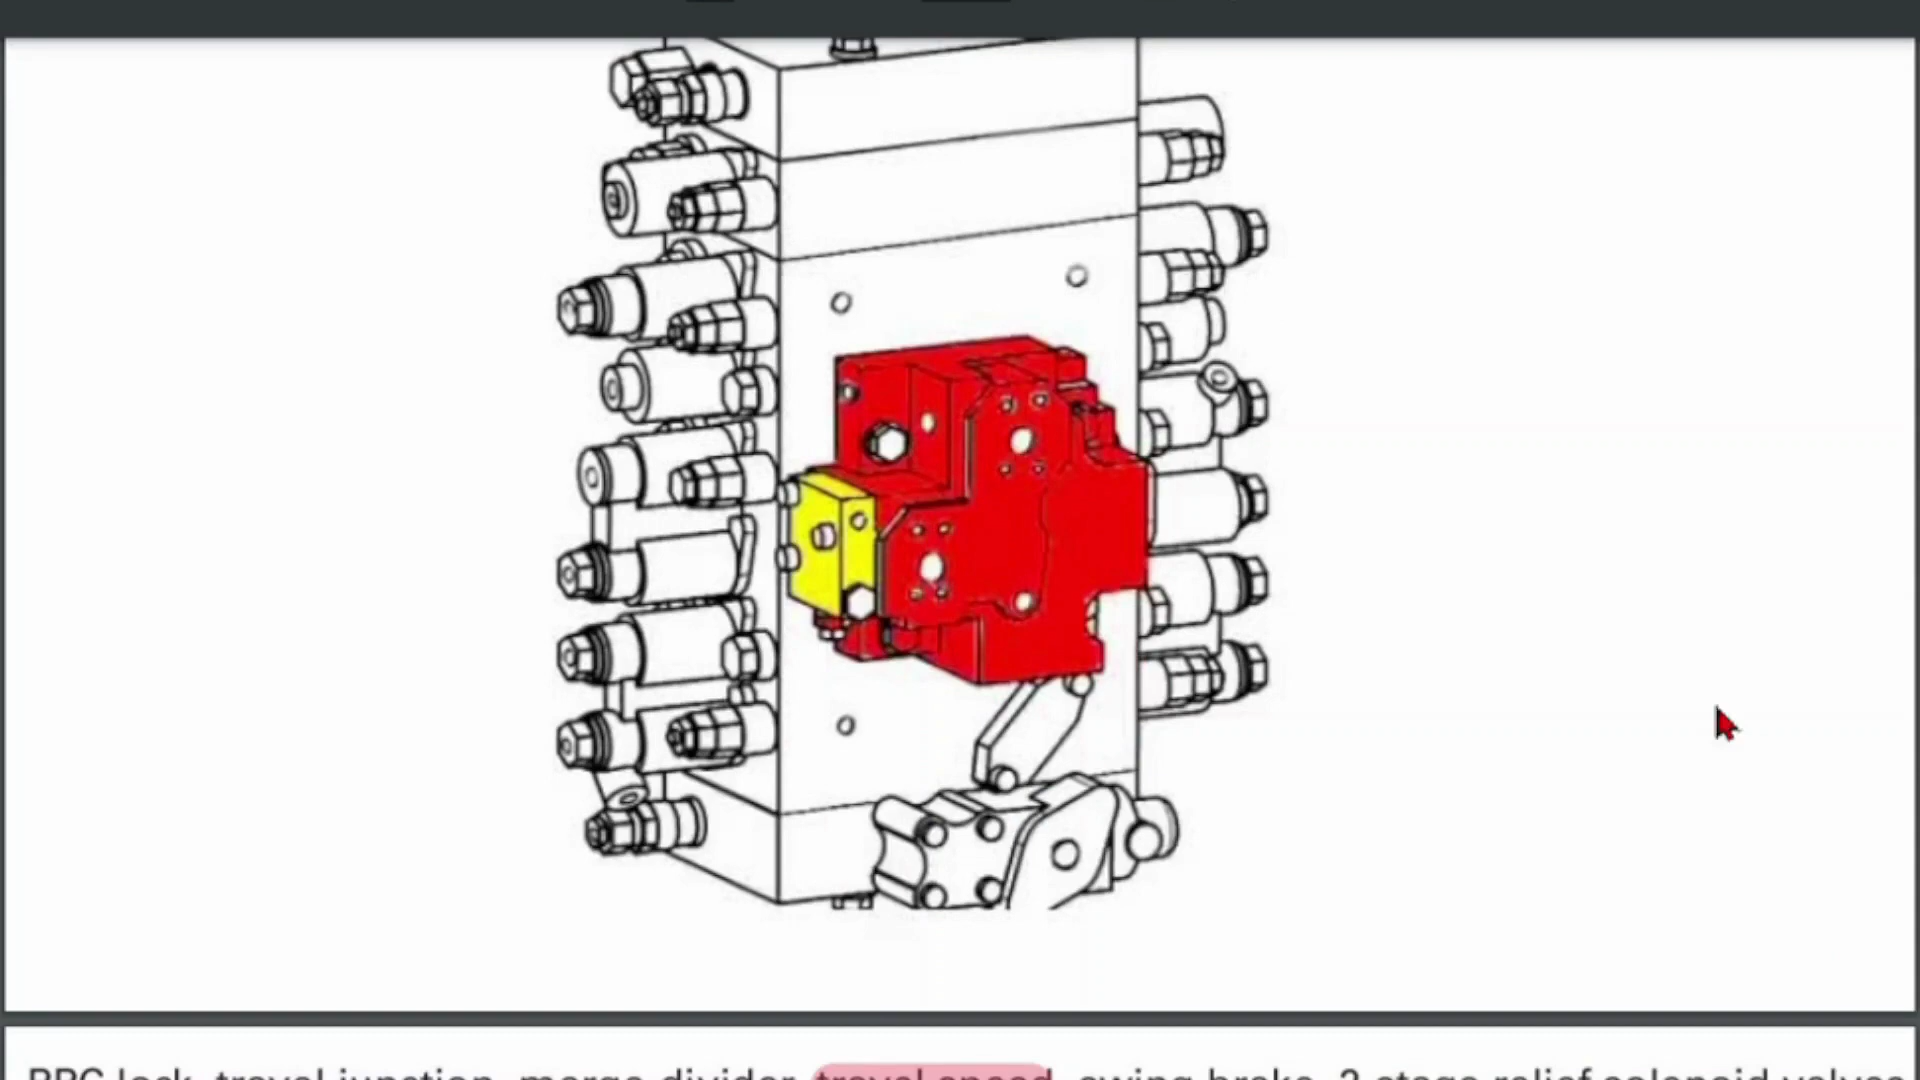 PPC lock, travel junction, merge-divider, travel speed, swing brake, 2-stage relief solenoid valves